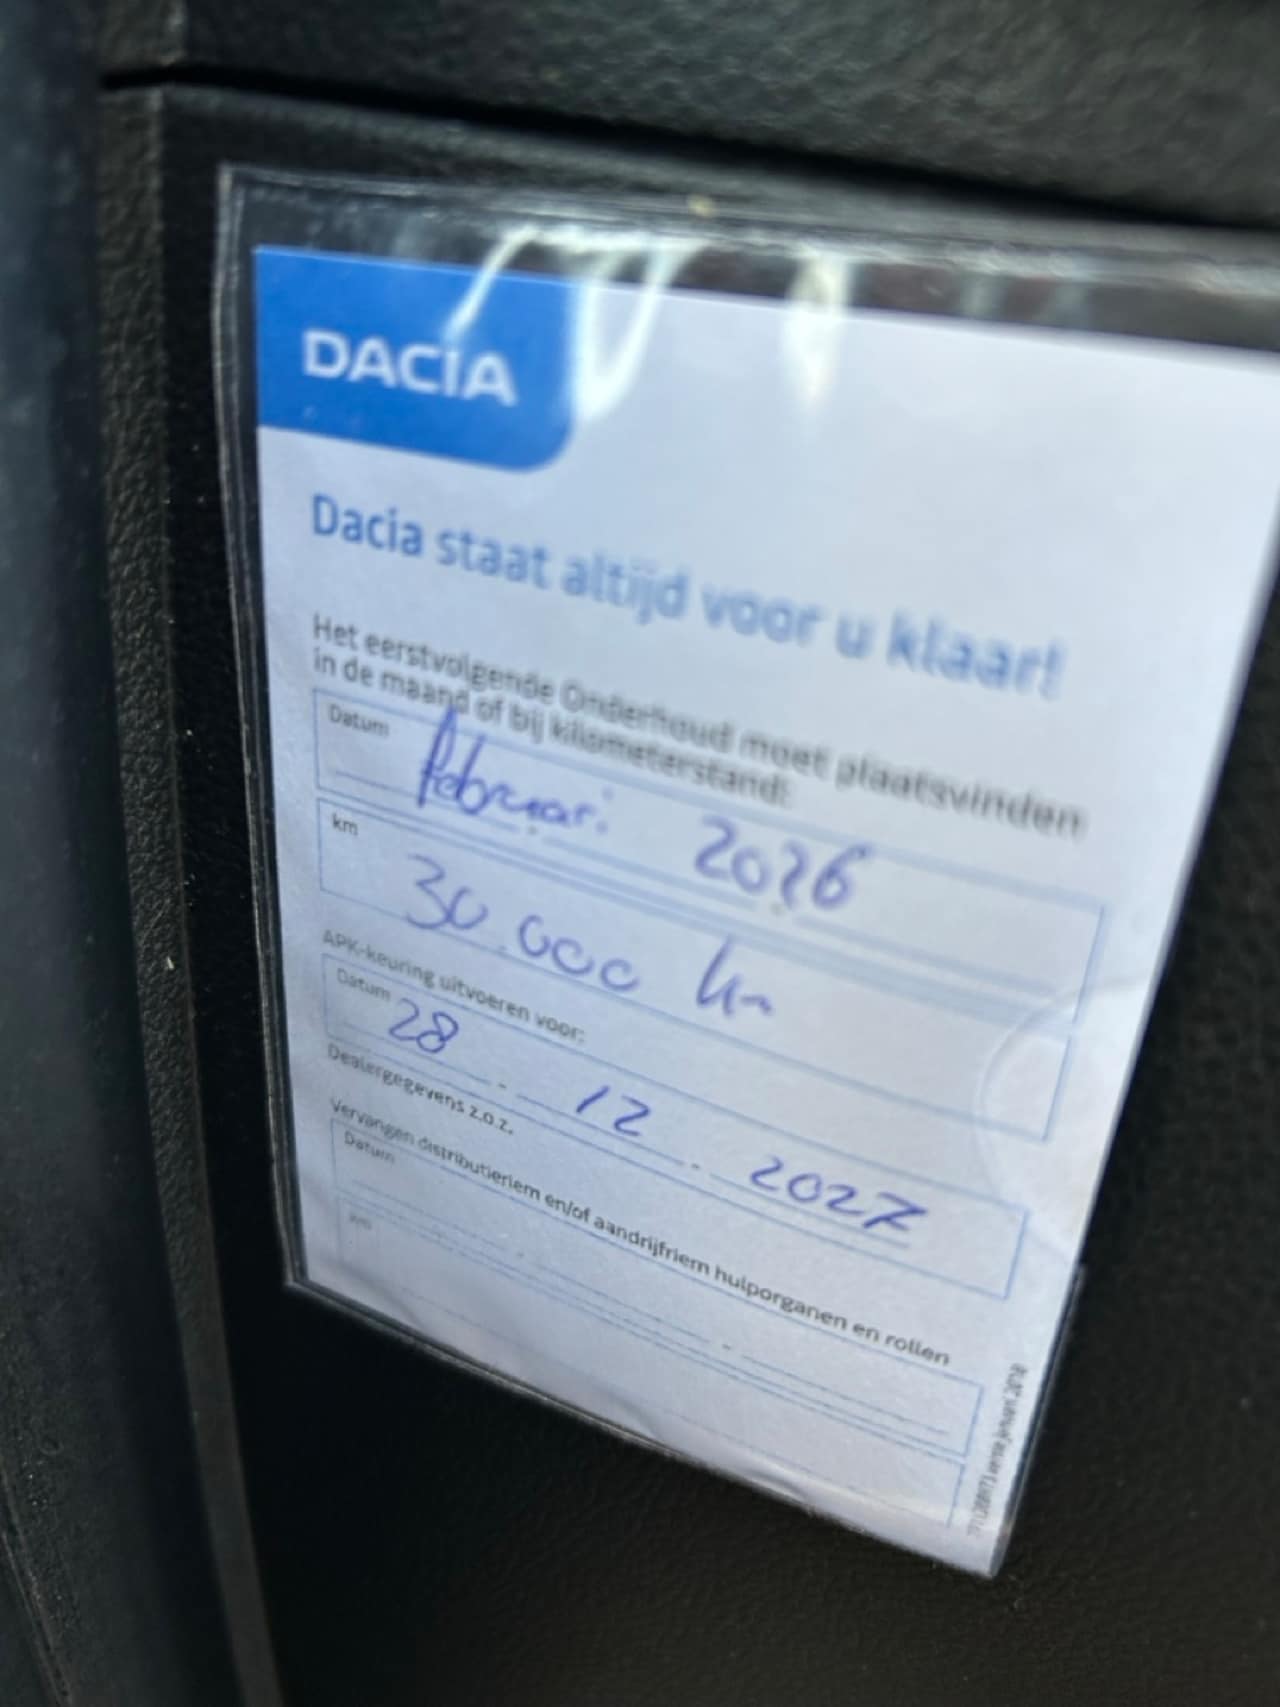 DACIA
Dacia staat altijd voor u klaar!
Het eerstvolgende Onderhoud moet plaatsvinden
in de maand of bij kilometerstand:
Datum februari 2026
km
30.000 km
APK-keuring uitvoeren voor:
Datum
28 - 12 - 2027
Dealergegevens z.o.z.
Vervangen distributieriem en/of aandrijfriem hulporganen en rollen
Datum
km